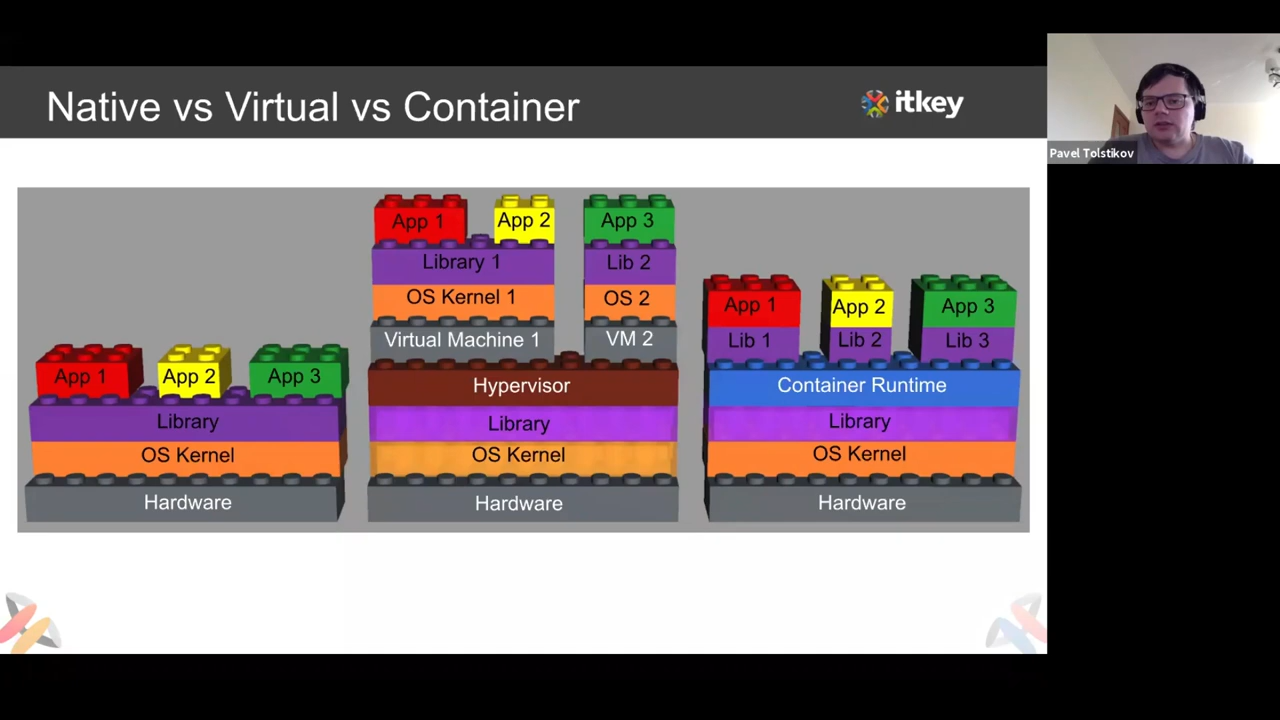 Native vs Virtual vs Container
itkey
Pavel Tolstikov
App 1
App 2
App 3
Library
OS Kernel
Hardware
App 1
App 2
App 3
Library 1
Lib 2
OS Kernel 1
OS 2
Virtual Machine 1
VM 2
Hypervisor
Library
OS Kernel
Hardware
App 1
App 2
App 3
Lib 1
Lib 2
Lib 3
Container Runtime
Library
OS Kernel
Hardware